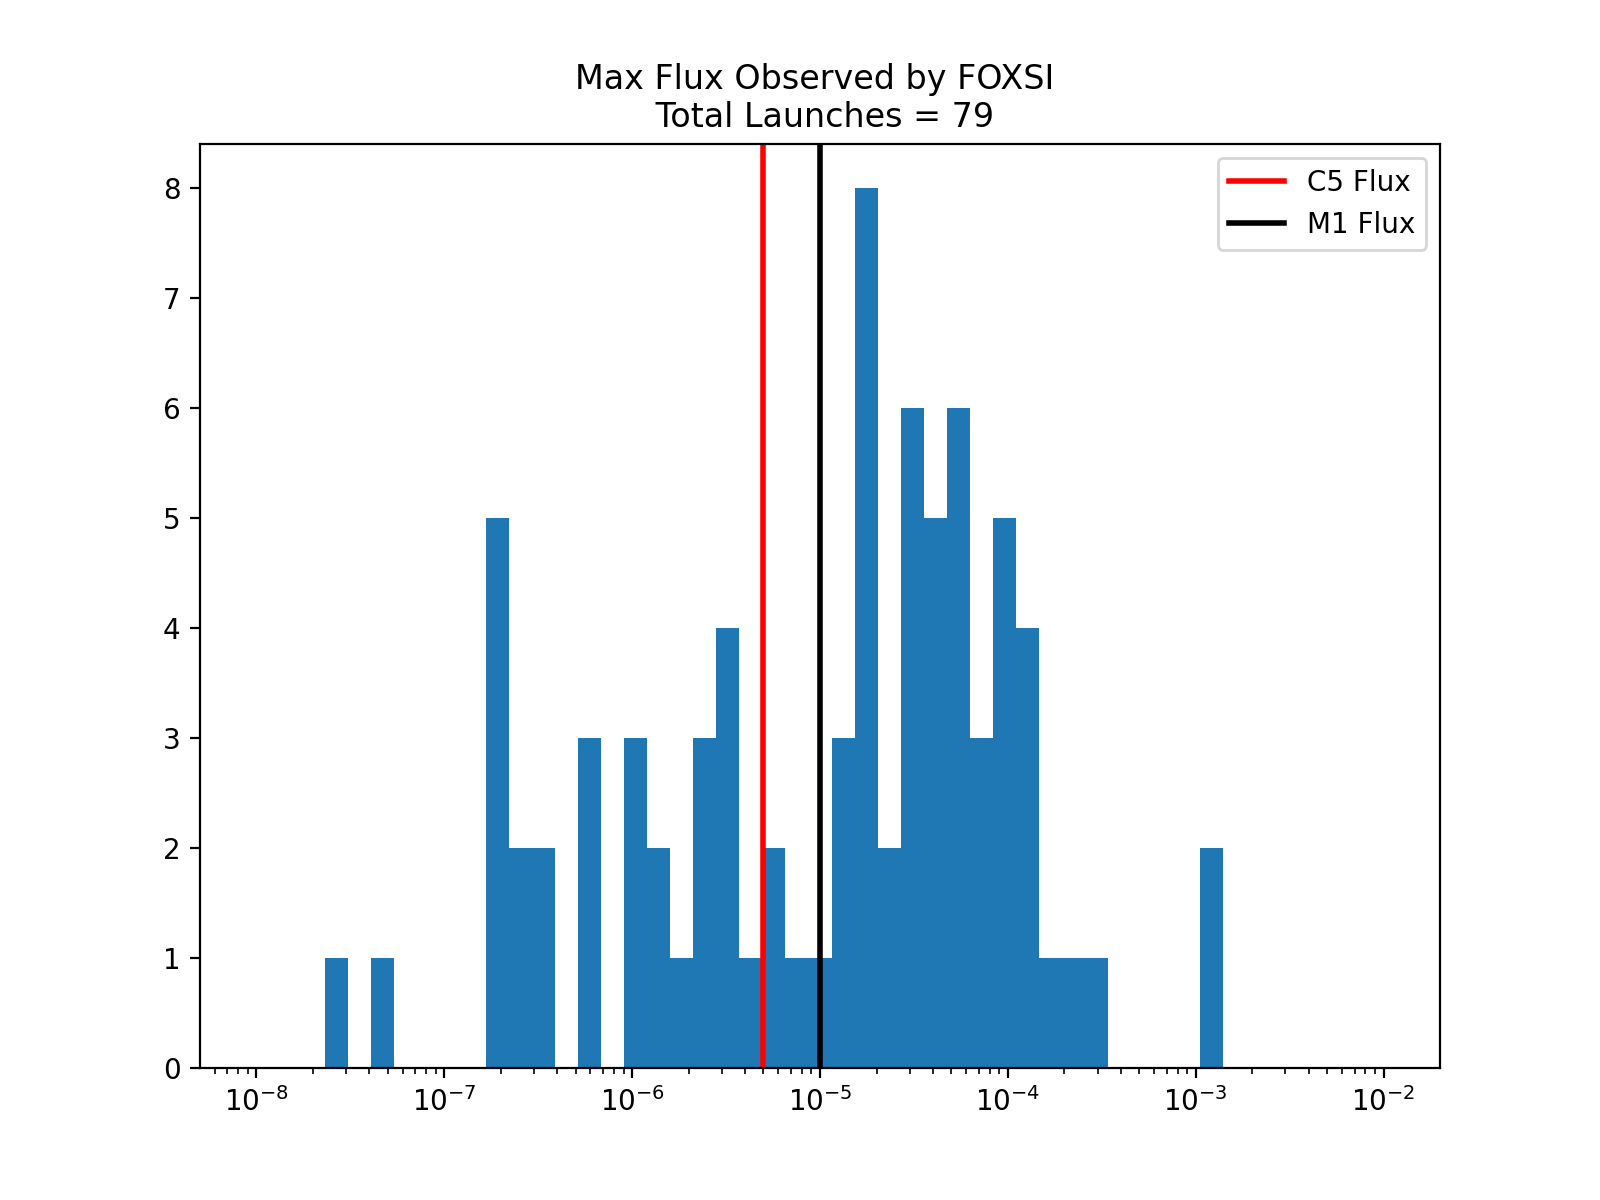 Max Flux Observed by FOXSI
Total Launches = 79
C5 Flux
M1 Flux
8
7
6
5
4
3
2
1
0
10⁻⁸ 10⁻⁷ 10⁻⁶ 10⁻⁵ 10⁻⁴ 10⁻³ 10⁻²